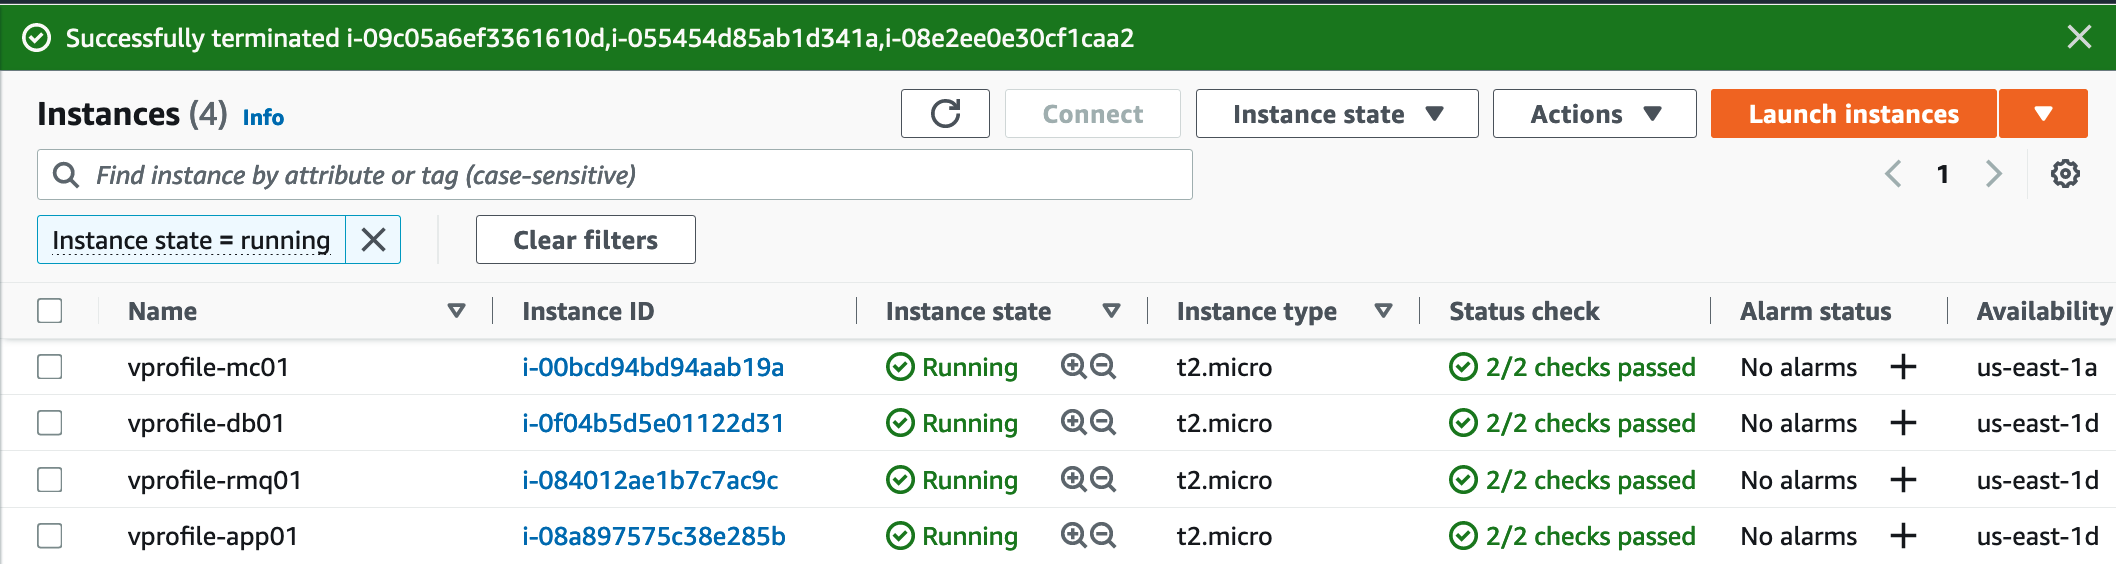 Successfully terminated i-09c05a6ef3361610d,i-055454d85ab1d341a,i-08e2ee0e30cf1caa2
Instances (4) Info Connect Instance state Actions Launch instances
Find instance by attribute or tag (case-sensitive) 1
Instance state = running Clear filters
Name Instance ID Instance state Instance type Status check Alarm status Availability
vprofile-mc01 i-00bcd94bd94aab19a Running t2.micro 2/2 checks passed No alarms us-east-1a
vprofile-db01 i-0f04b5d5e01122d31 Running t2.micro 2/2 checks passed No alarms us-east-1d
vprofile-rmq01 i-084012ae1b7c7ac9c Running t2.micro 2/2 checks passed No alarms us-east-1d
vprofile-app01 i-08a897575c38e285b Running t2.micro 2/2 checks passed No alarms us-east-1d